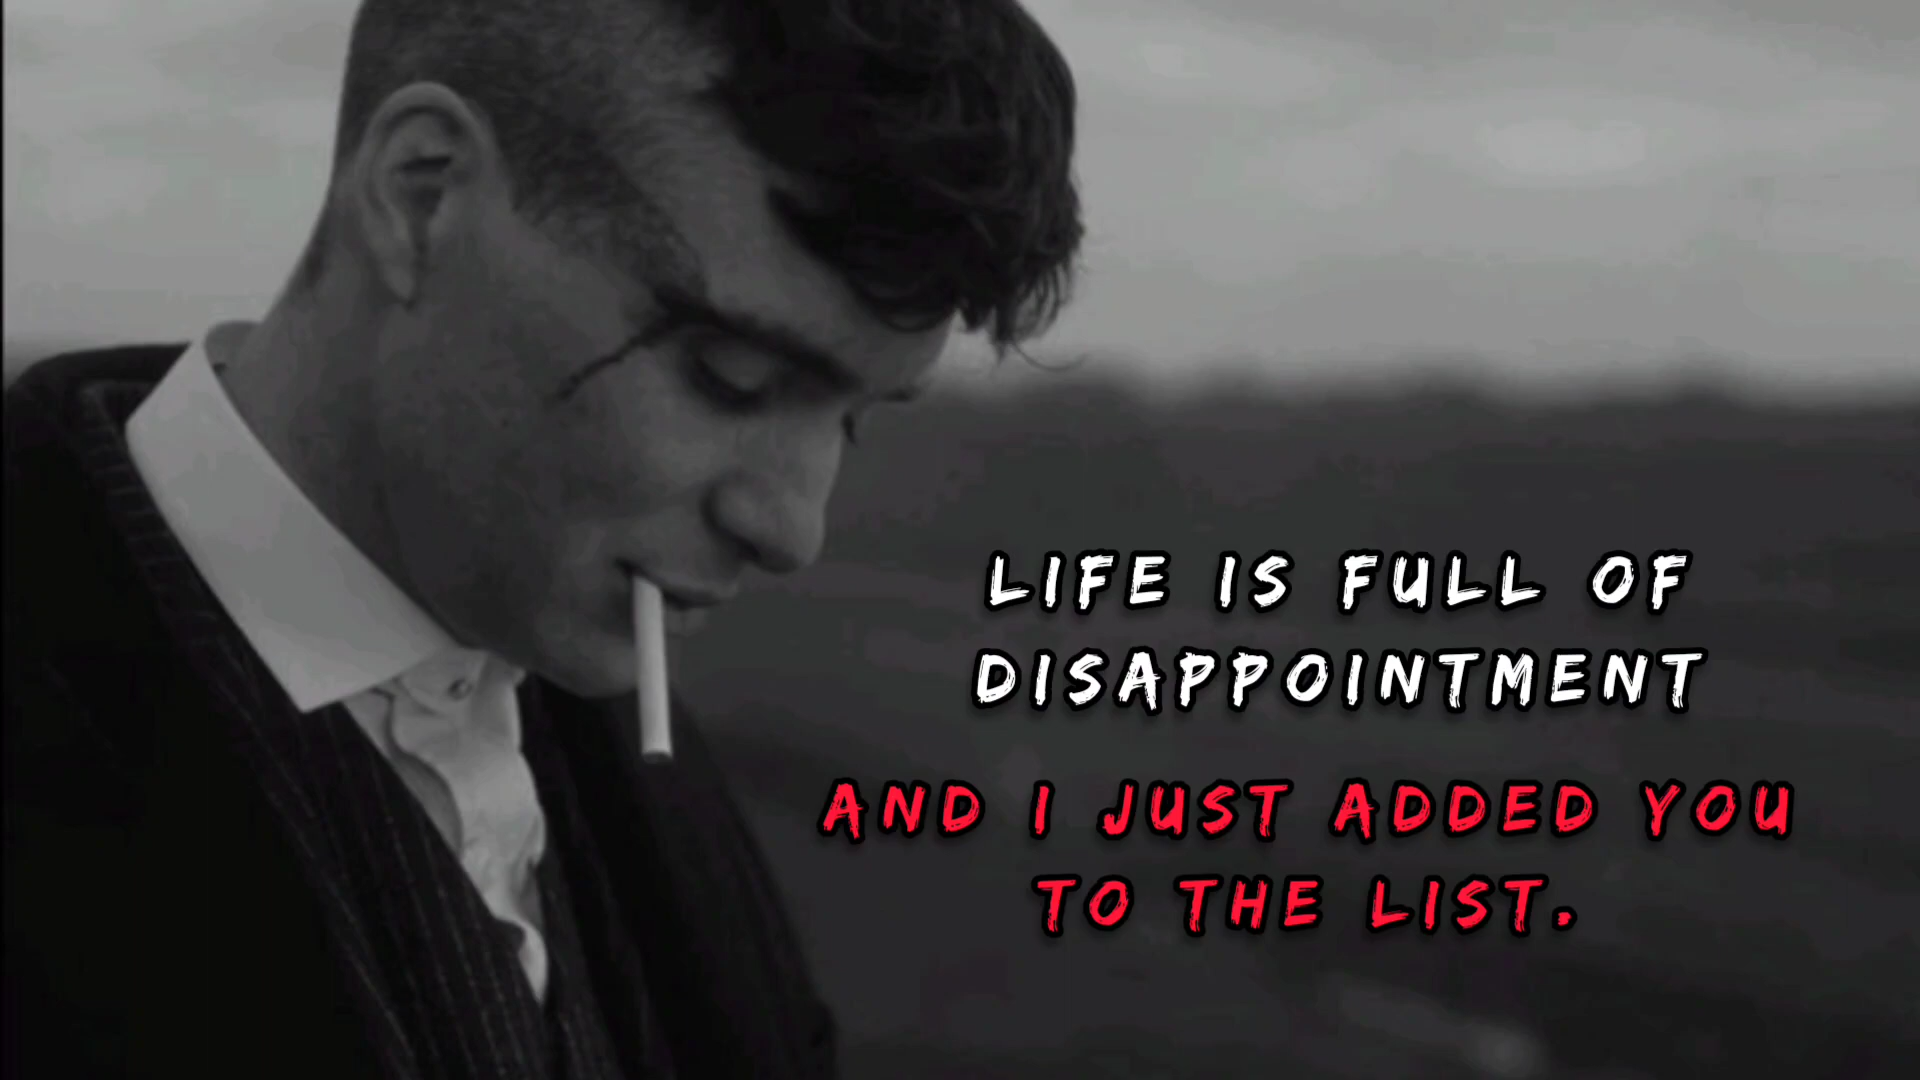 LIFE IS FULL OF
DISAPPOINTMENT
AND I JUST ADDED YOU
TO THE LIST.